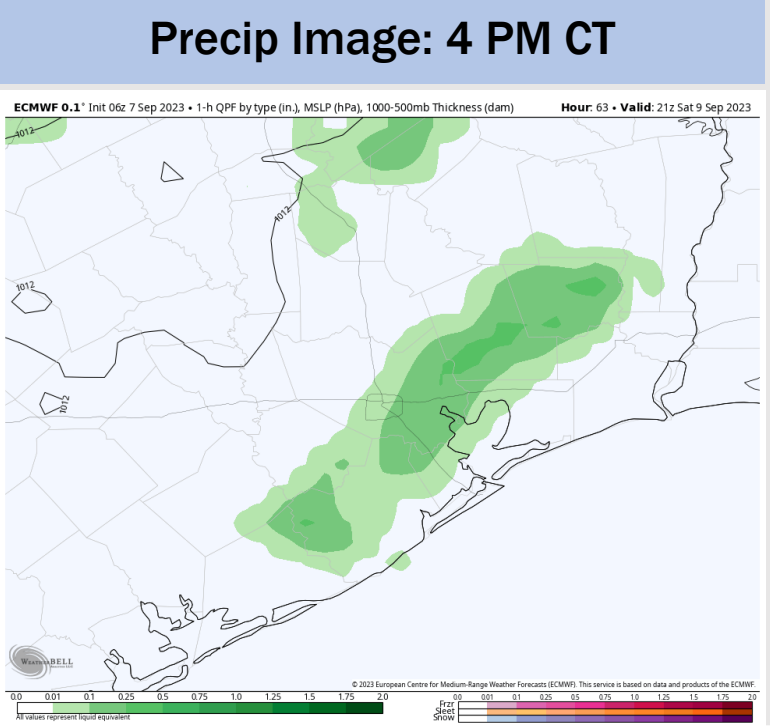 Precip Image: 4 PM CT
ECMWF 0.1° Init 06z 7 Sep 2023 • 1-h QPF by type (in.), MSLP (hPa), 1000-500mb Thickness (dam)
Hour: 63 • Valid: 21z Sat 9 Sep 2023
1012
1012
1012
1012
WeatherBELL
© 2023 European Centre for Medium-Range Weather Forecasts (ECMWF). This service is based on data and products of the ECMWF
0.0 0.01 0.1 0.25 0.5 0.75 1.0 1.25 1.5 1.75 2.0
All values represent liquid equivalent
0.0 0.01 0.1 0.25 0.5 0.75 1.0 1.25 1.5 1.75 2.0
Frzr
Sleet
Snow